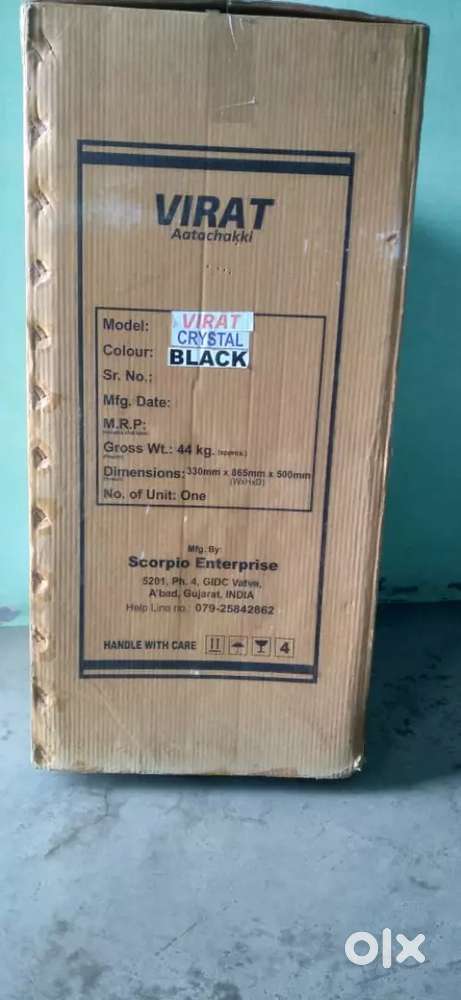 VIRAT
Aatachakki
Model: VIRAT
CRYSTAL
Colour: BLACK
Sr. No.:
Mfg. Date:
M.R.P:
Gross Wt.: 44 kg. (approx.)
Dimensions: 330mm x 865mm x 500mm
(WxHxD)
No. of Unit: One
Mfg. By:
Scorpio Enterprise
5201, Ph. 4, GIDC Vatva,
A'bad, Gujarat, INDIA
Help Line no.: 079-25842862
HANDLE WITH CARE 4
olx